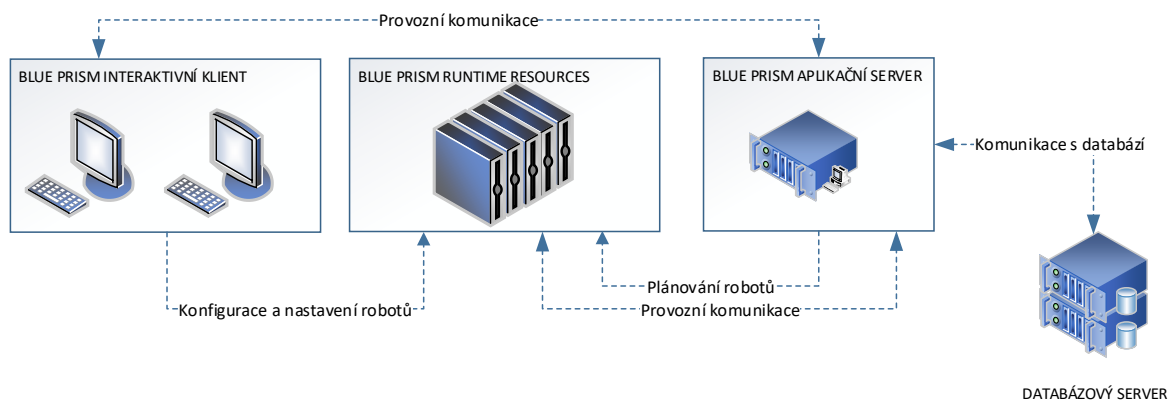 Provozní komunikace
BLUE PRISM INTERAKTIVNÍ KLIENT
BLUE PRISM RUNTIME RESOURCES
BLUE PRISM APLIKAČNÍ SERVER
Komunikace s databází
Plánování robotů
Konfigurace a nastavení robotů
Provozní komunikace
DATABÁZOVÝ SERVER